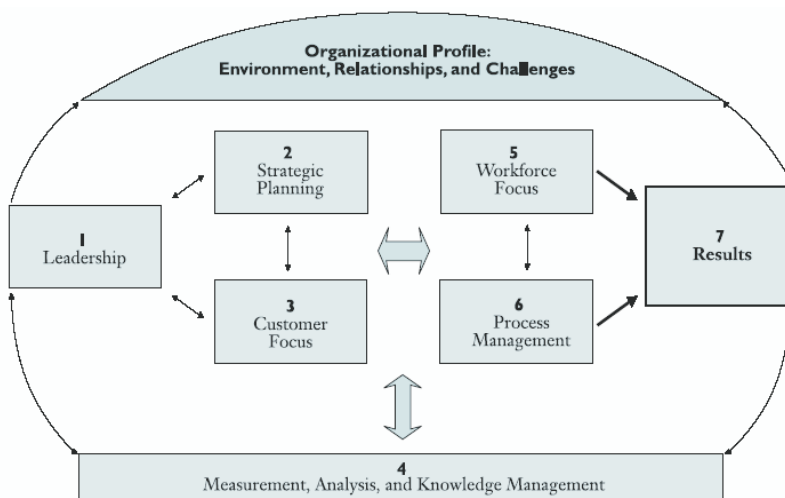 Organizational Profile:
Environment, Relationships, and Challenges
2
Strategic
Planning
5
Workforce
Focus
1
Leadership
7
Results
3
Customer
Focus
6
Process
Management
4
Measurement, Analysis, and Knowledge Management